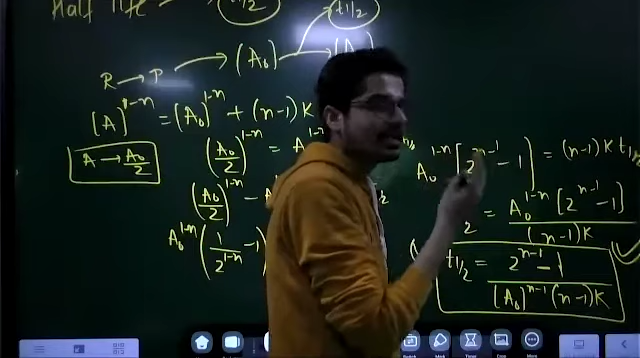 Half life → t1/2
t1/2
R → P → (A₀) → (A
[A]^1-n = (A₀)^1-n + (n-1) K
A → A₀/2
(A₀/2)^1-n = A
(A₀/2)^1-n -
A₀^1-n (1/2^1-n - 1)
A₀^1-n [2^n-1 - 1] = (n-1) K t1/2
= A₀^1-n [2^n-1 - 1] / (n-1)K
t1/2 = 2^n-1 - 1 / [A₀]^n-1 (n-1) K